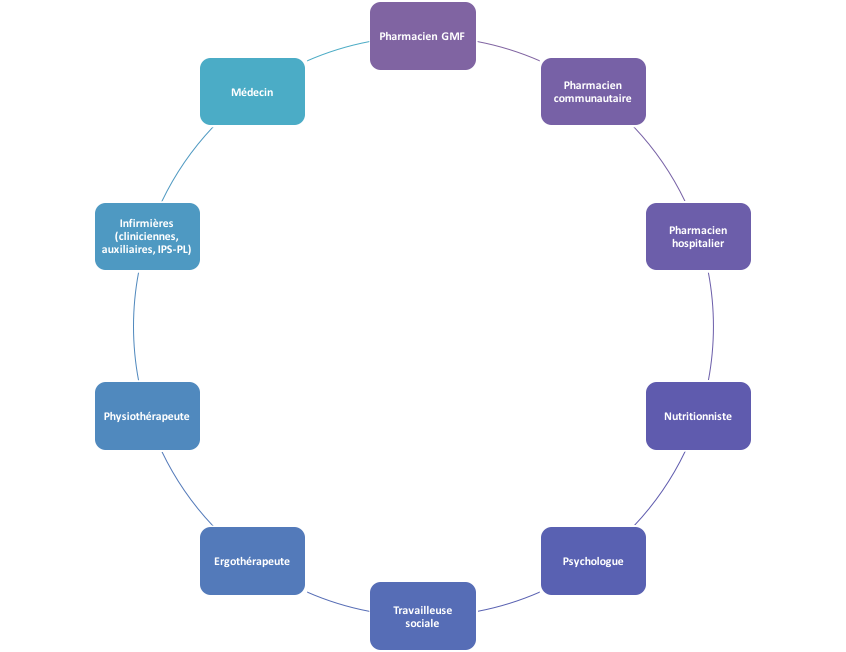 Pharmacien GMF
Pharmacien
communautaire
Pharmacien
hospitalier
Nutritionniste
Psychologue
Travailleuse
sociale
Ergothérapeute
Physiothérapeute
Infirmières
(cliniciennes,
auxiliaires, IPS-PL)
Médecin